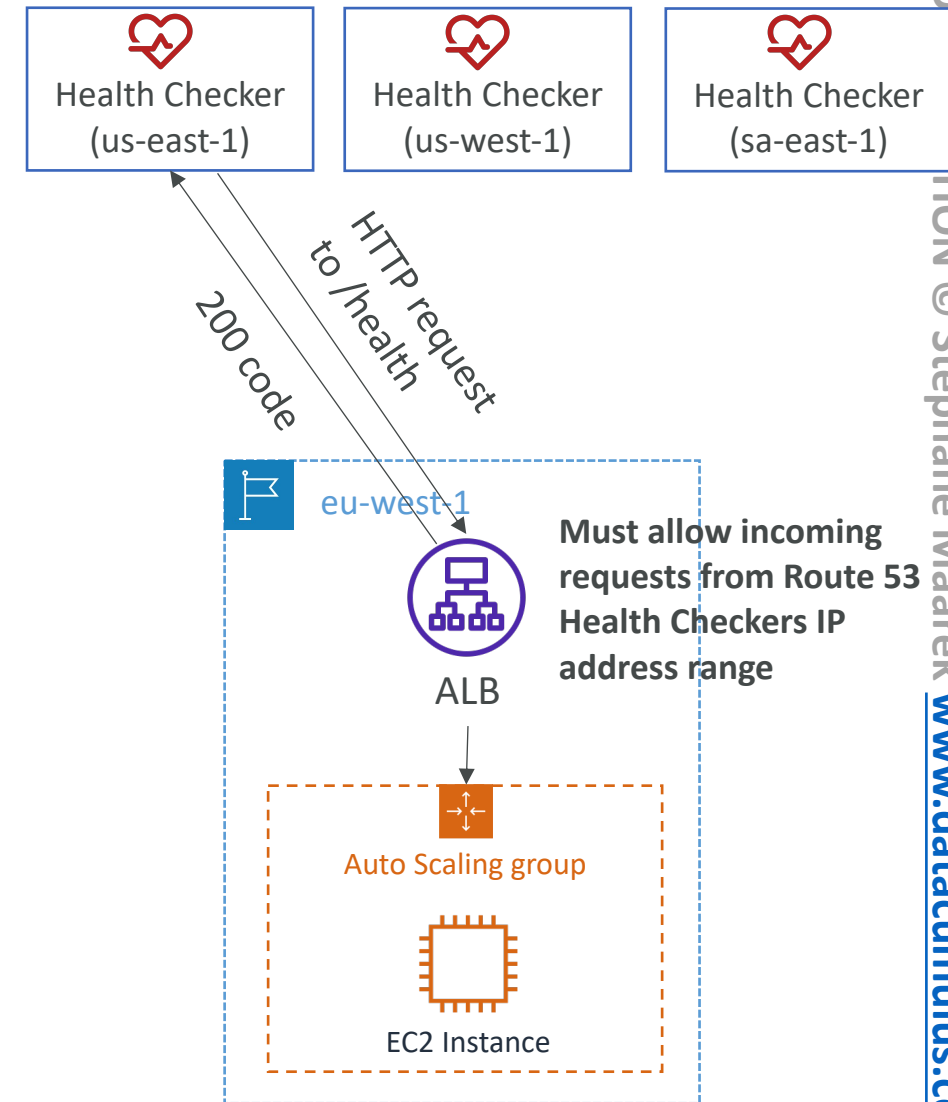 Health Checker
(us-east-1)
Health Checker
(us-west-1)
Health Checker
(sa-east-1)
HTTP request
to /health
200 code
eu-west-1
Must allow incoming
requests from Route 53
Health Checkers IP
address range
ALB
Auto Scaling group
EC2 Instance
© Stephane Maarek